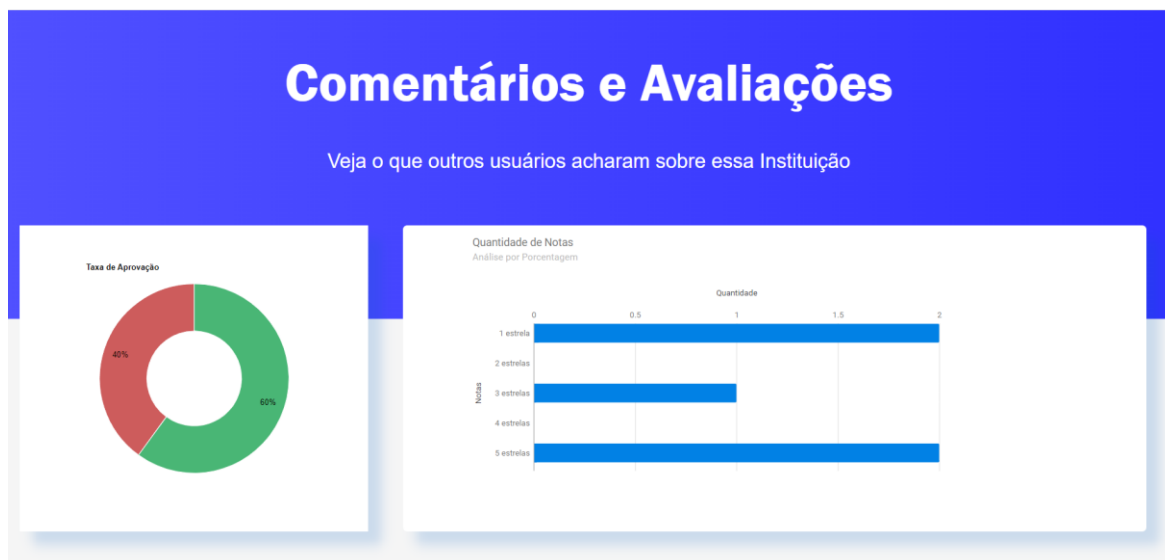 Comentários e Avaliações
Veja o que outros usuários acharam sobre essa Instituição
Taxa de Aprovação
40%
60%
Quantidade de Notas
Análise por Porcentagem
Quantidade
0 0.5 1 1.5 2
Notas
1 estrela
2 estrelas
3 estrelas
4 estrelas
5 estrelas